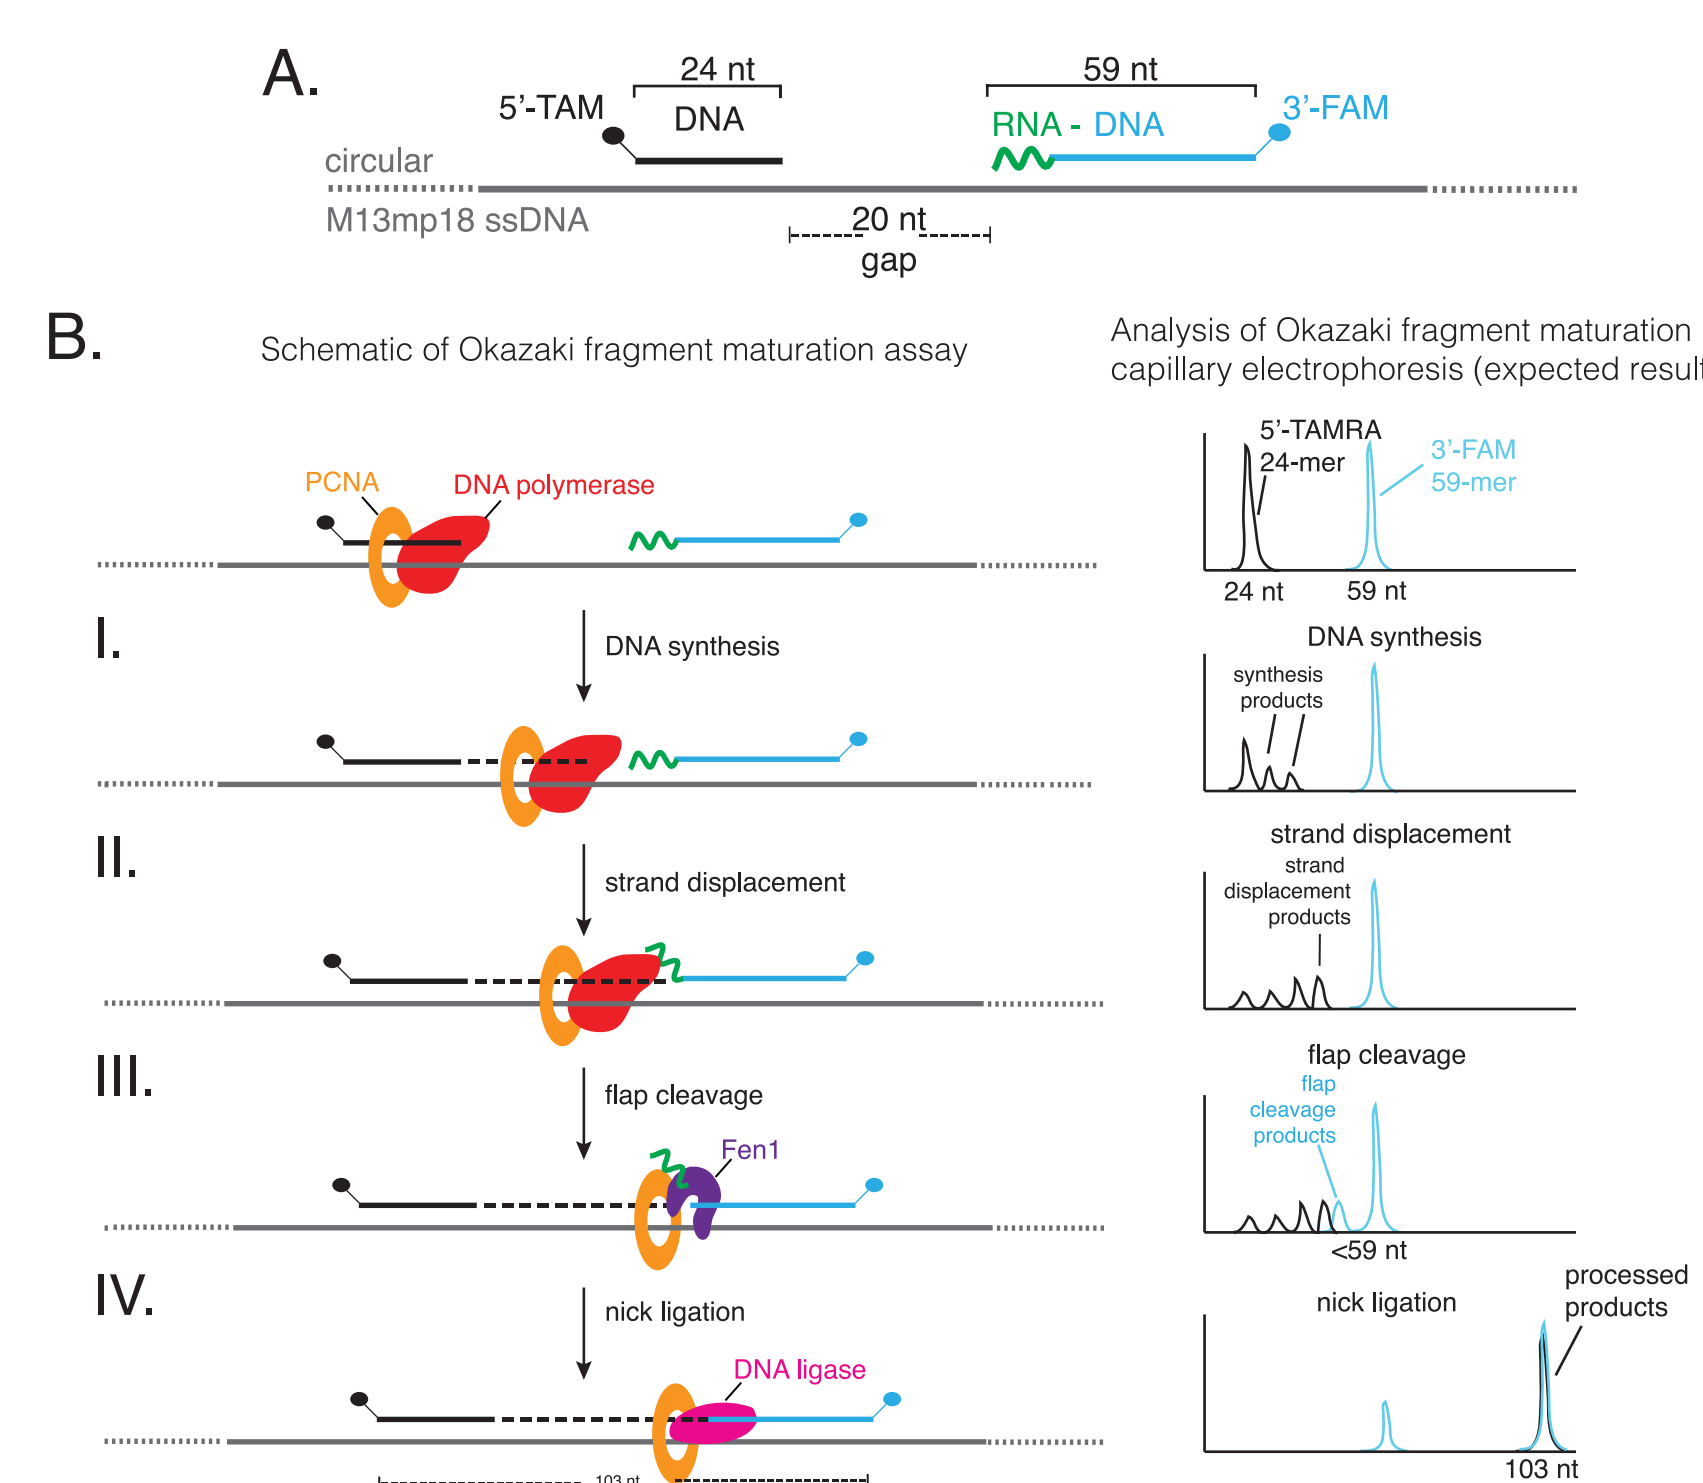 A.
24 nt
59 nt
5'-TAM
DNA
RNA - DNA
3'-FAM
circular
M13mp18 ssDNA
20 nt
gap
B.
Schematic of Okazaki fragment maturation assay
Analysis of Okazaki fragment maturation
capillary electrophoresis (expected result
PCNA
DNA polymerase
5'-TAMRA
24-mer
3'-FAM
59-mer
24 nt
59 nt
I.
DNA synthesis
DNA synthesis
synthesis
products
II.
strand displacement
strand displacement
strand
displacement
products
III.
flap cleavage
Fen1
flap cleavage
flap
cleavage
products
<59 nt
IV.
nick ligation
DNA ligase
103 nt
nick ligation
processed
products
103 nt